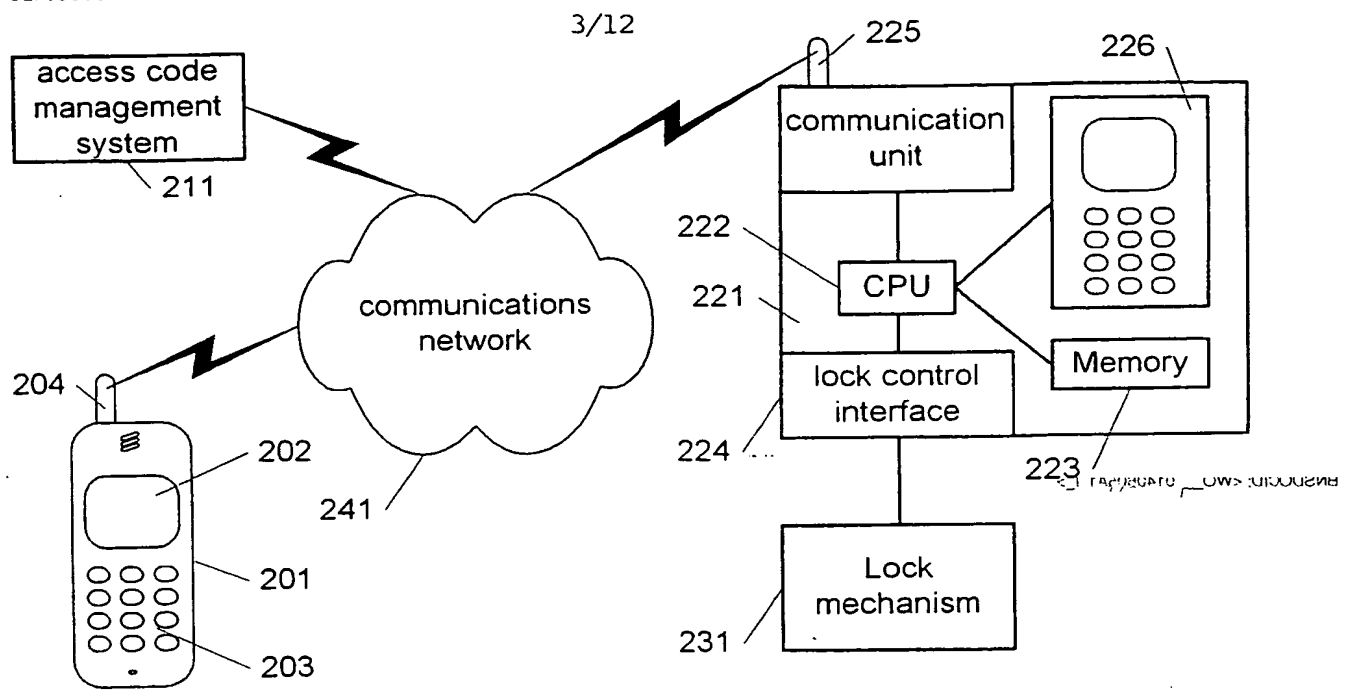 3/12
access code
management
system
211
225
226
communication
unit
222
CPU
221
communications
network
lock control
interface
Memory
204
224
223
202
241
201
203
Lock
mechanism
231